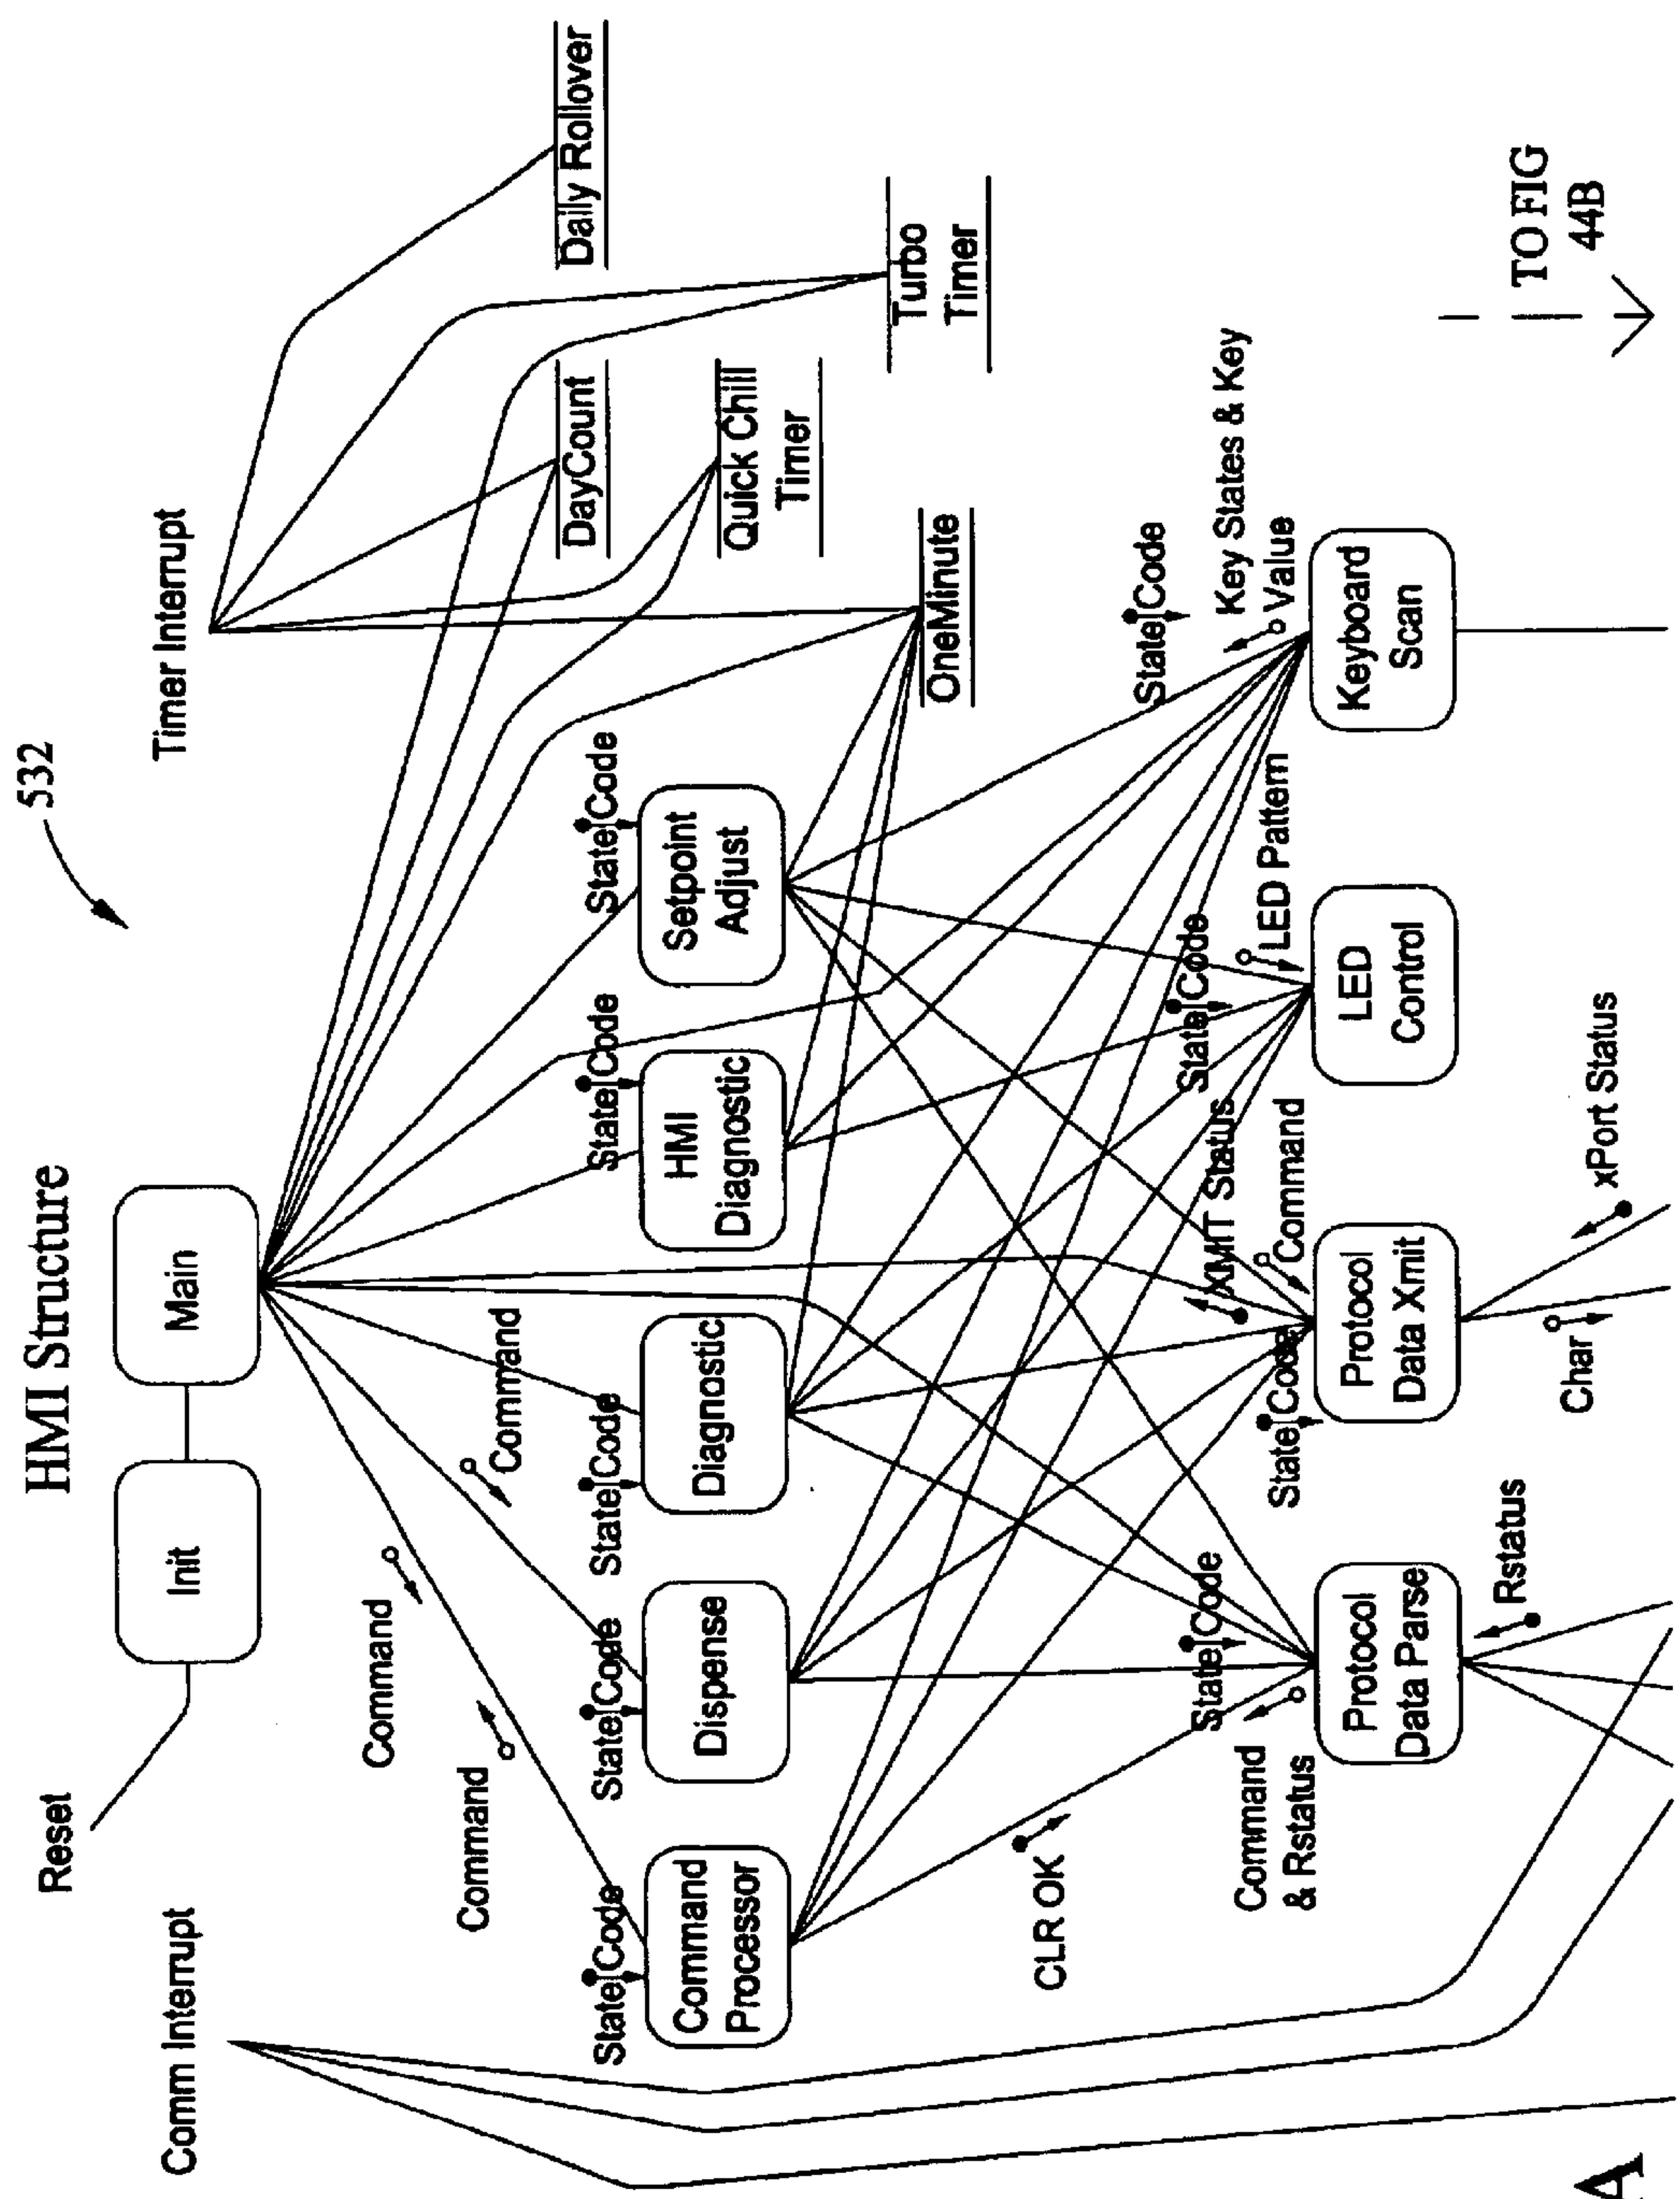 HMI Structure
532
Reset
Init
Main
Comm Interrupt
Timer Interrupt
Command
Command
Command
Daily Rollover
DayCount
Quick Chill
Timer
Turbo
Timer
OneMinute
State Code
State Code
State Code
State Code
State Code
Command
Processor
Dispense
Diagnostic
HMI
Diagnostic
Setpoint
Adjust
CLR OK
Command
& Rstatus
State Code
State Code
XMIT Status
Command
State Code
LED Pattern
State Code
Key States & Key
Value
Protocol
Data Parse
Protocol
Data Xmit
LED
Control
Keyboard
Scan
Rstatus
Char
xPort Status
TO FIG
44B
A